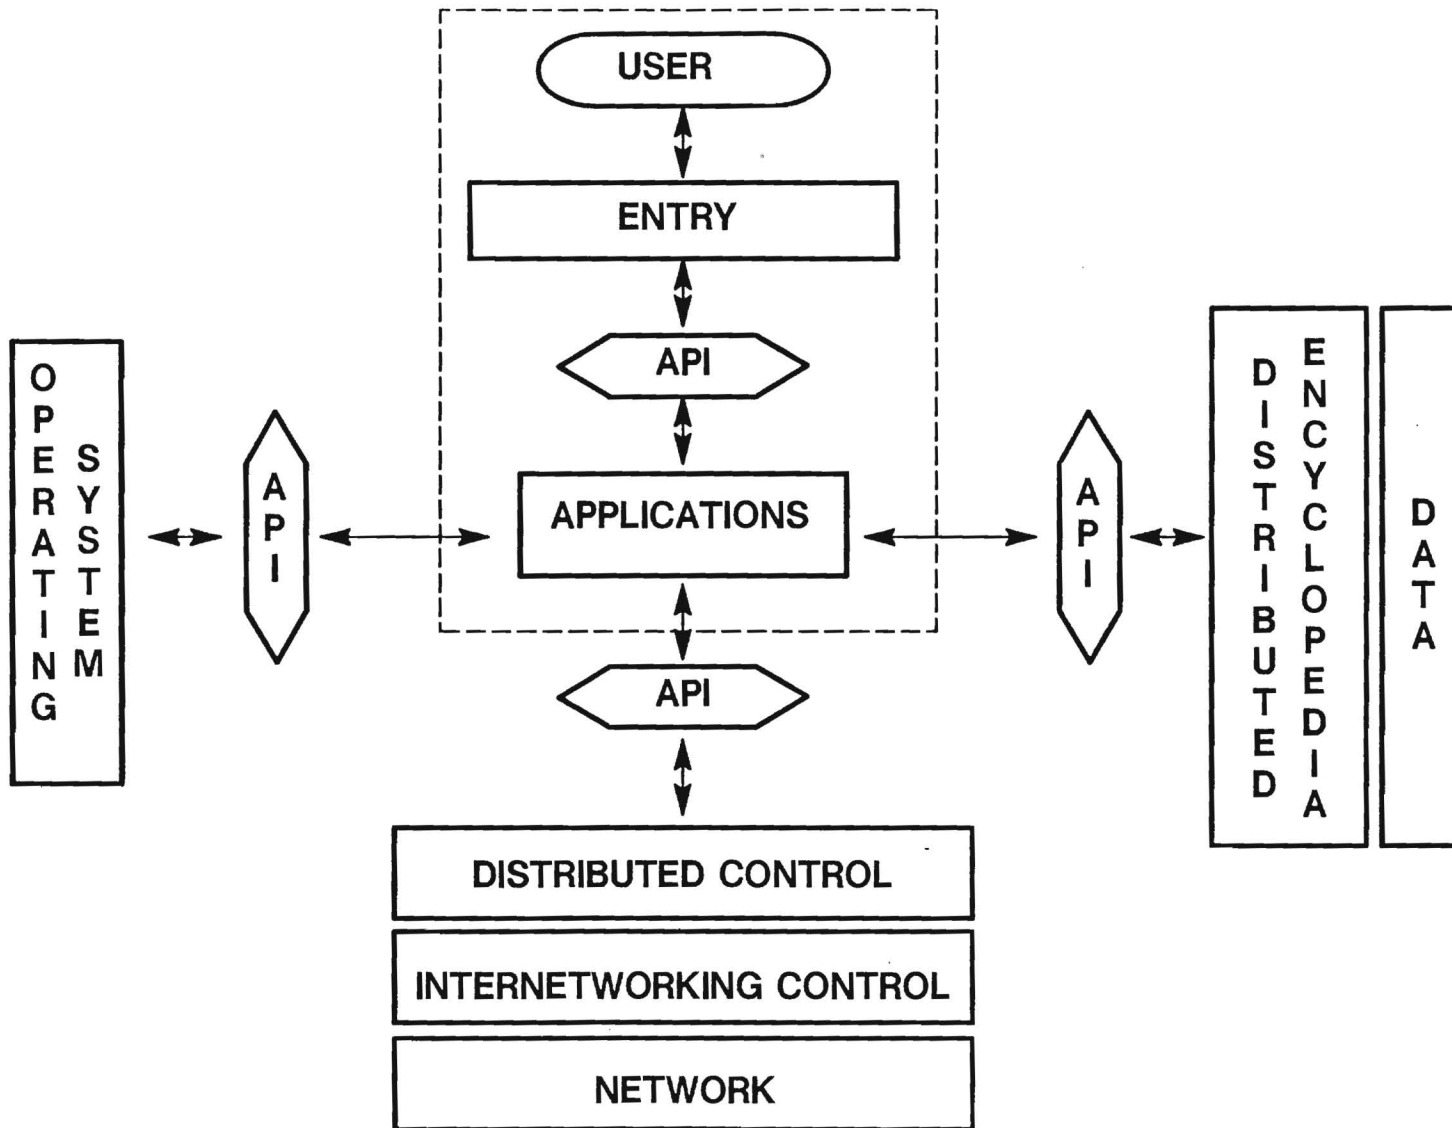 USER
ENTRY
API
OPERATING
SYSTEM
API
APPLICATIONS
API
DISTRIBUTED
ENCYCLOPEDIA
DATA
API
DISTRIBUTED CONTROL
INTERNETWORKING CONTROL
NETWORK